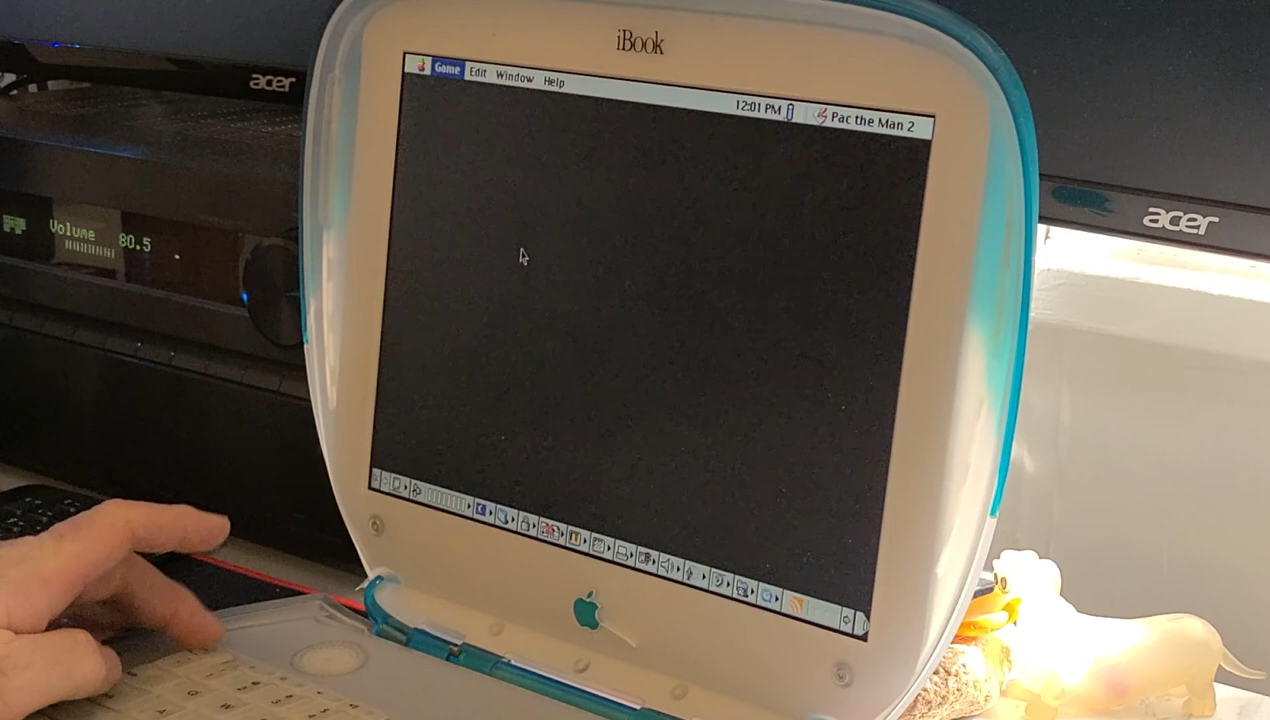 iBook
acer
Game Edit Window Help
12:01 PM
Pac the Man 2
Volume 80.5
acer